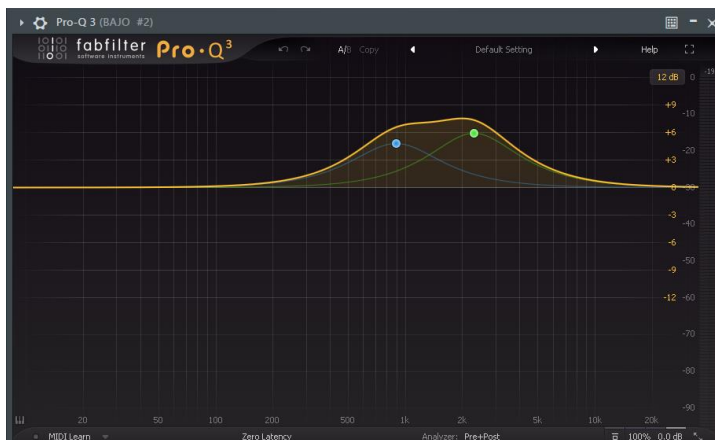 Pro-Q 3 (BAJO #2)
fabfilter
software instruments
Pro·Q 3
A/B Copy Default Setting Help
12 dB 0 -19
+9 -10
+6 -20
+3
0 -30
-3 -40
-6 -50
-9
-12 -60
-70
-80
-90
20 50 100 200 500 1k 2k 5k 10k 20k
MIDI Learn Zero Latency Analyzer: Pre+Post 100% 0.0 dB